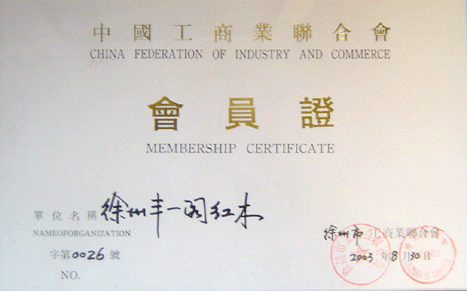 中國工商業聯合會
CHINA FEDERATION OF INDUSTRY AND COMMERCE
會員證
MEMBERSHIP CERTIFICATE
單位名稱 徐州丰一阁红木
NAMEOFORGANIZATION
字第0026號
NO.
徐州市工商業聯合會
2003年8月30日